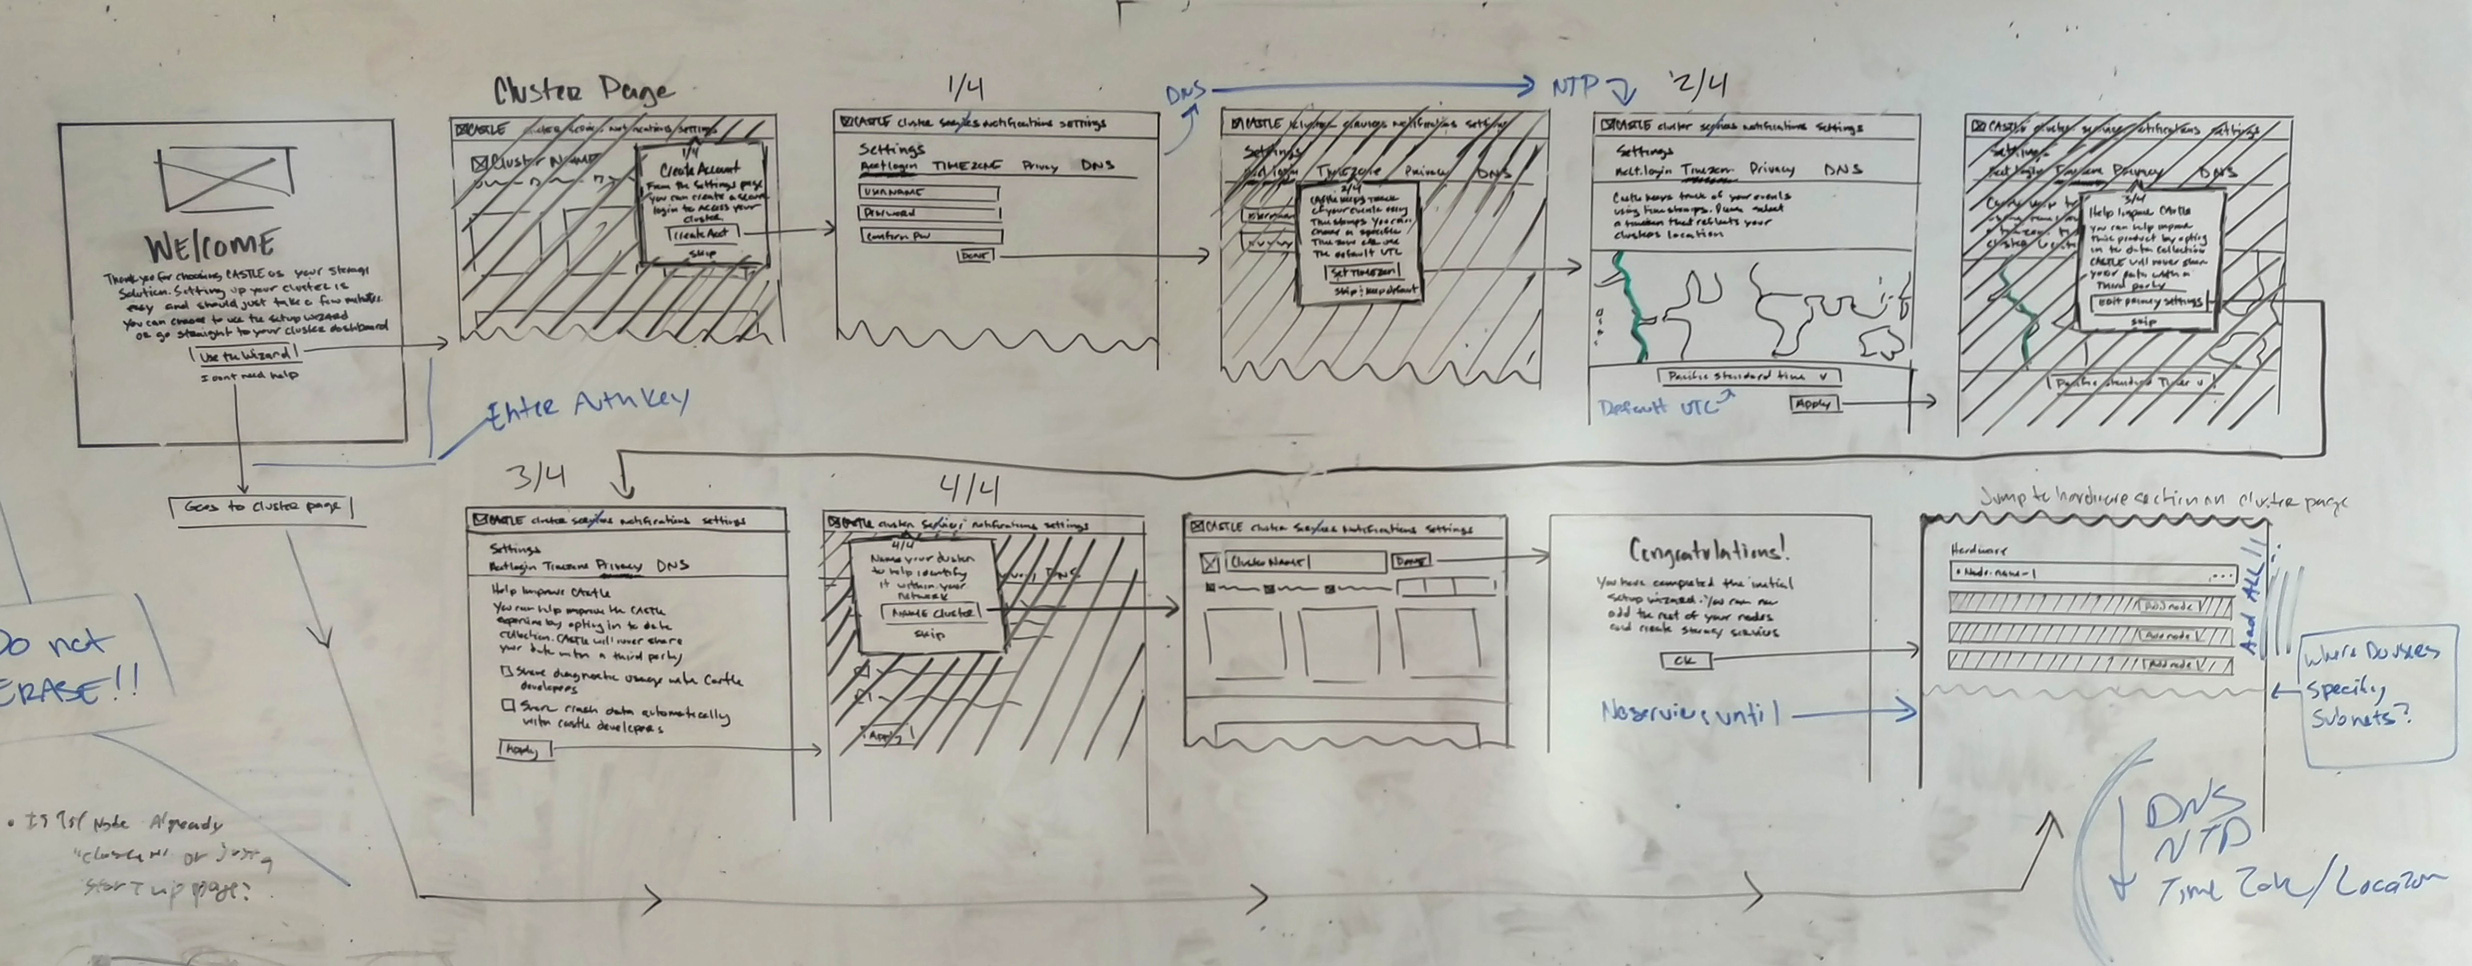 Cluster Page
1/4
DNS
NTP
2/4
WELCOME
Thank you for choosing CASTLE as your storage
solution. Setting up your cluster is
easy and should just take a few minutes
you can choose to use the setup wizard
or go straight to your cluster dashboard
Use the Wizard
I dont need help
Goes to cluster page
Enter Auth Key
CASTLE cluster notifications settings
Cluster Name
1/4
Create Account
From the settings page
you can create a
login to access your
cluster
Create Acct
skip
CASTLE cluster services notifications settings
Settings
Acct login TIMEZONE Privacy DNS
USERNAME
Password
Confirm PW
DONE
CASTLE cluster services notifications settings
Settings
Timezone Privacy DNS
2/4
CASTLE keeps track
of your events using
Timestamps. You can
choose a specific
Time zone or use
The default UTC
Set Timezone
skip + keep default
CASTLE cluster services notifications settings
Settings
Acct.login Timezone Privacy DNS
Castle keeps track of your events
using timestamps. Please select
a timezone that reflects your
clusters location
Pacific standard time v
Default UTC
Apply
CASTLE cluster service notifications settings
Settings
Acct login Timezone Privacy DNS
3/4
Help Improve CASTLE
you can help improve
this product by opting
in to data collection
CASTLE will never share
your data with a
Third party
Edit privacy settings
skip
Pacific standard Time v
3/4
CASTLE cluster services notifications settings
Settings
Acct login Timezone Privacy DNS
Help improve CASTLE
You can help improve the CASTLE
experience by opting in to data
collection. CASTLE will never share
your data with a third party
Share diagnostic usage with Castle
developers
Share crash data automatically
with castle developers
Apply
4/4
CASTLE cluster services notifications settings
4/4
Name your cluster
to help identify
it within your
network
NAME CLUSTER
skip
DNS
Apply
CASTLE cluster services Notifications Settings
Cluster NAME
DONE
Congratulations!
You have completed the initial
setup wizard. You can now
add the rest of your nodes
and create storage services
OK
No services until
Jump to hardware section on cluster page
Hardware
Node-name-1 ...
Add node V
Add node V
Add node V
Add ALL!!
Where Do users
Specify
Subnets?
DNS
NTP
Time Zone/Location
Do not
ERASE!!
• Is 1st Node Already
"cluster" or just a
startup page?